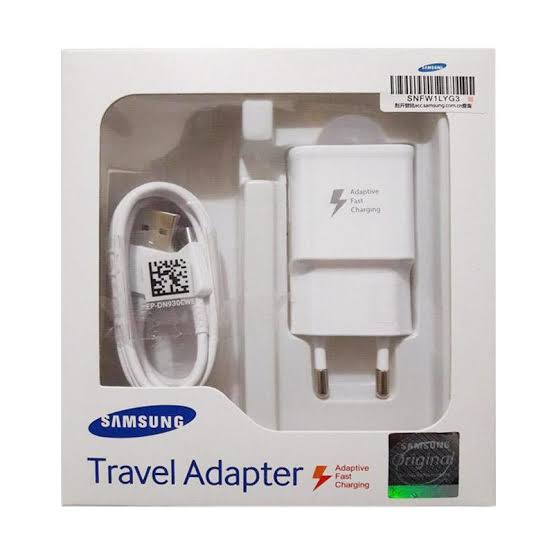 SAMSUNG
SNFW1LYG3
Adaptive
Fast
Charging
EP-DN930CWE
SAMSUNG
Travel Adapter
Adaptive
Fast
Charging
SAMSUNG
Original